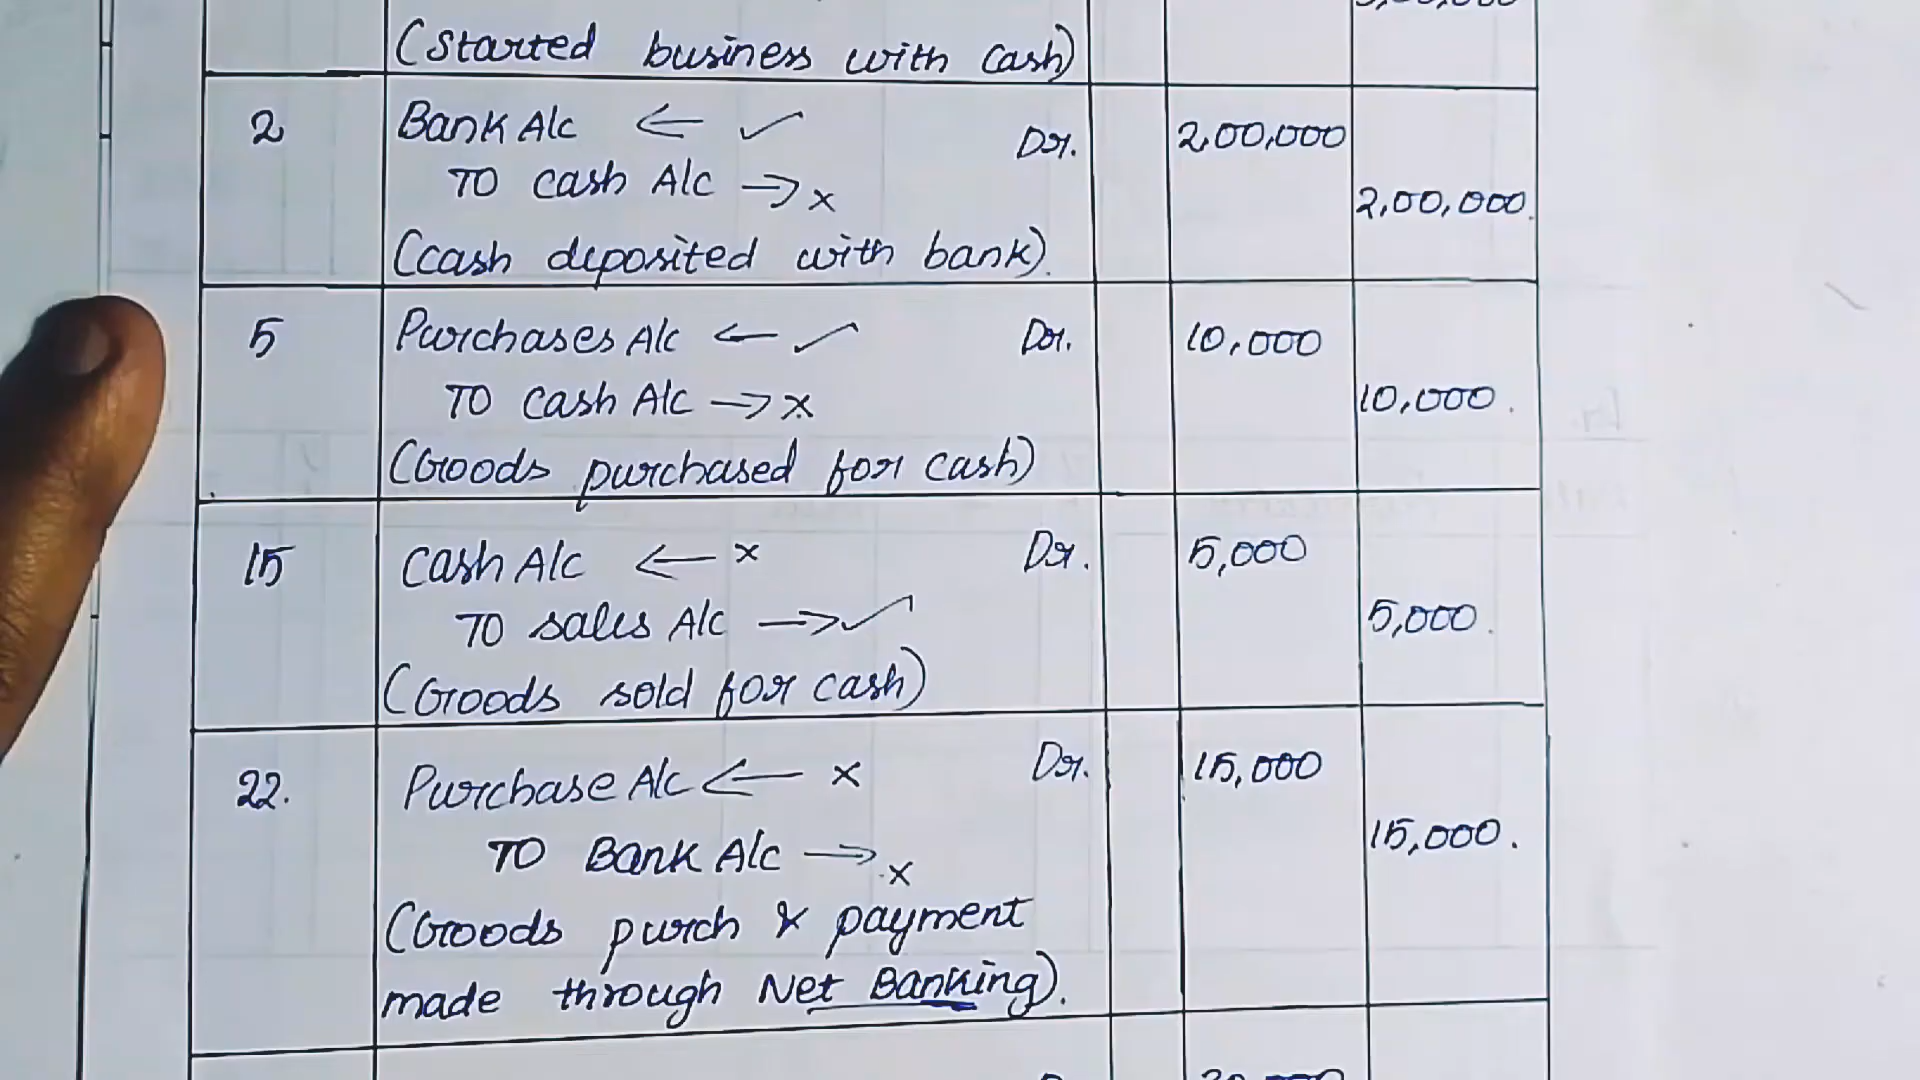 (Started business with cash)
2 Bank A/c ← ✓ Dr. 2,00,000
TO cash A/c → x 2,00,000.
(cash deposited with bank).
5 Purchases A/c ← ✓ Dr. 10,000
TO cash A/c → x 10,000.
(Goods purchased for cash)
15 Cash A/c ← x Dr. 5,000
TO sales A/c → ✓ 5,000.
(Goods sold for cash)
22. Purchase A/c ← x Dr. 15,000
TO Bank A/c → x 15,000.
(Goods purch & payment
made through Net Banking).